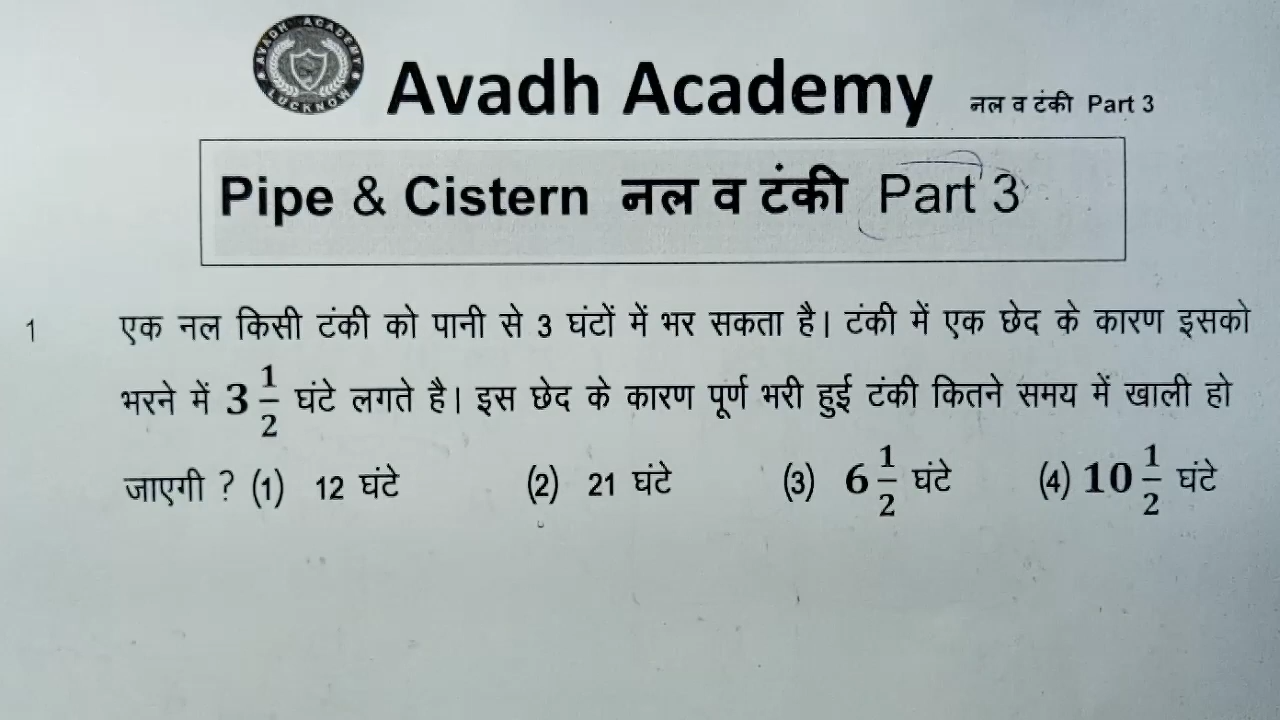 AVADH ACADEMY
LUCKNOW
Avadh Academy नल व टंकी Part 3
Pipe & Cistern नल व टंकी Part 3
1 एक नल किसी टंकी को पानी से 3 घंटों में भर सकता है। टंकी में एक छेद के कारण इसको
भरने में 3 1/2 घंटे लगते है। इस छेद के कारण पूर्ण भरी हुई टंकी कितने समय में खाली हो
जाएगी ? (1) 12 घंटे (2) 21 घंटे (3) 6 1/2 घंटे (4) 10 1/2 घंटे